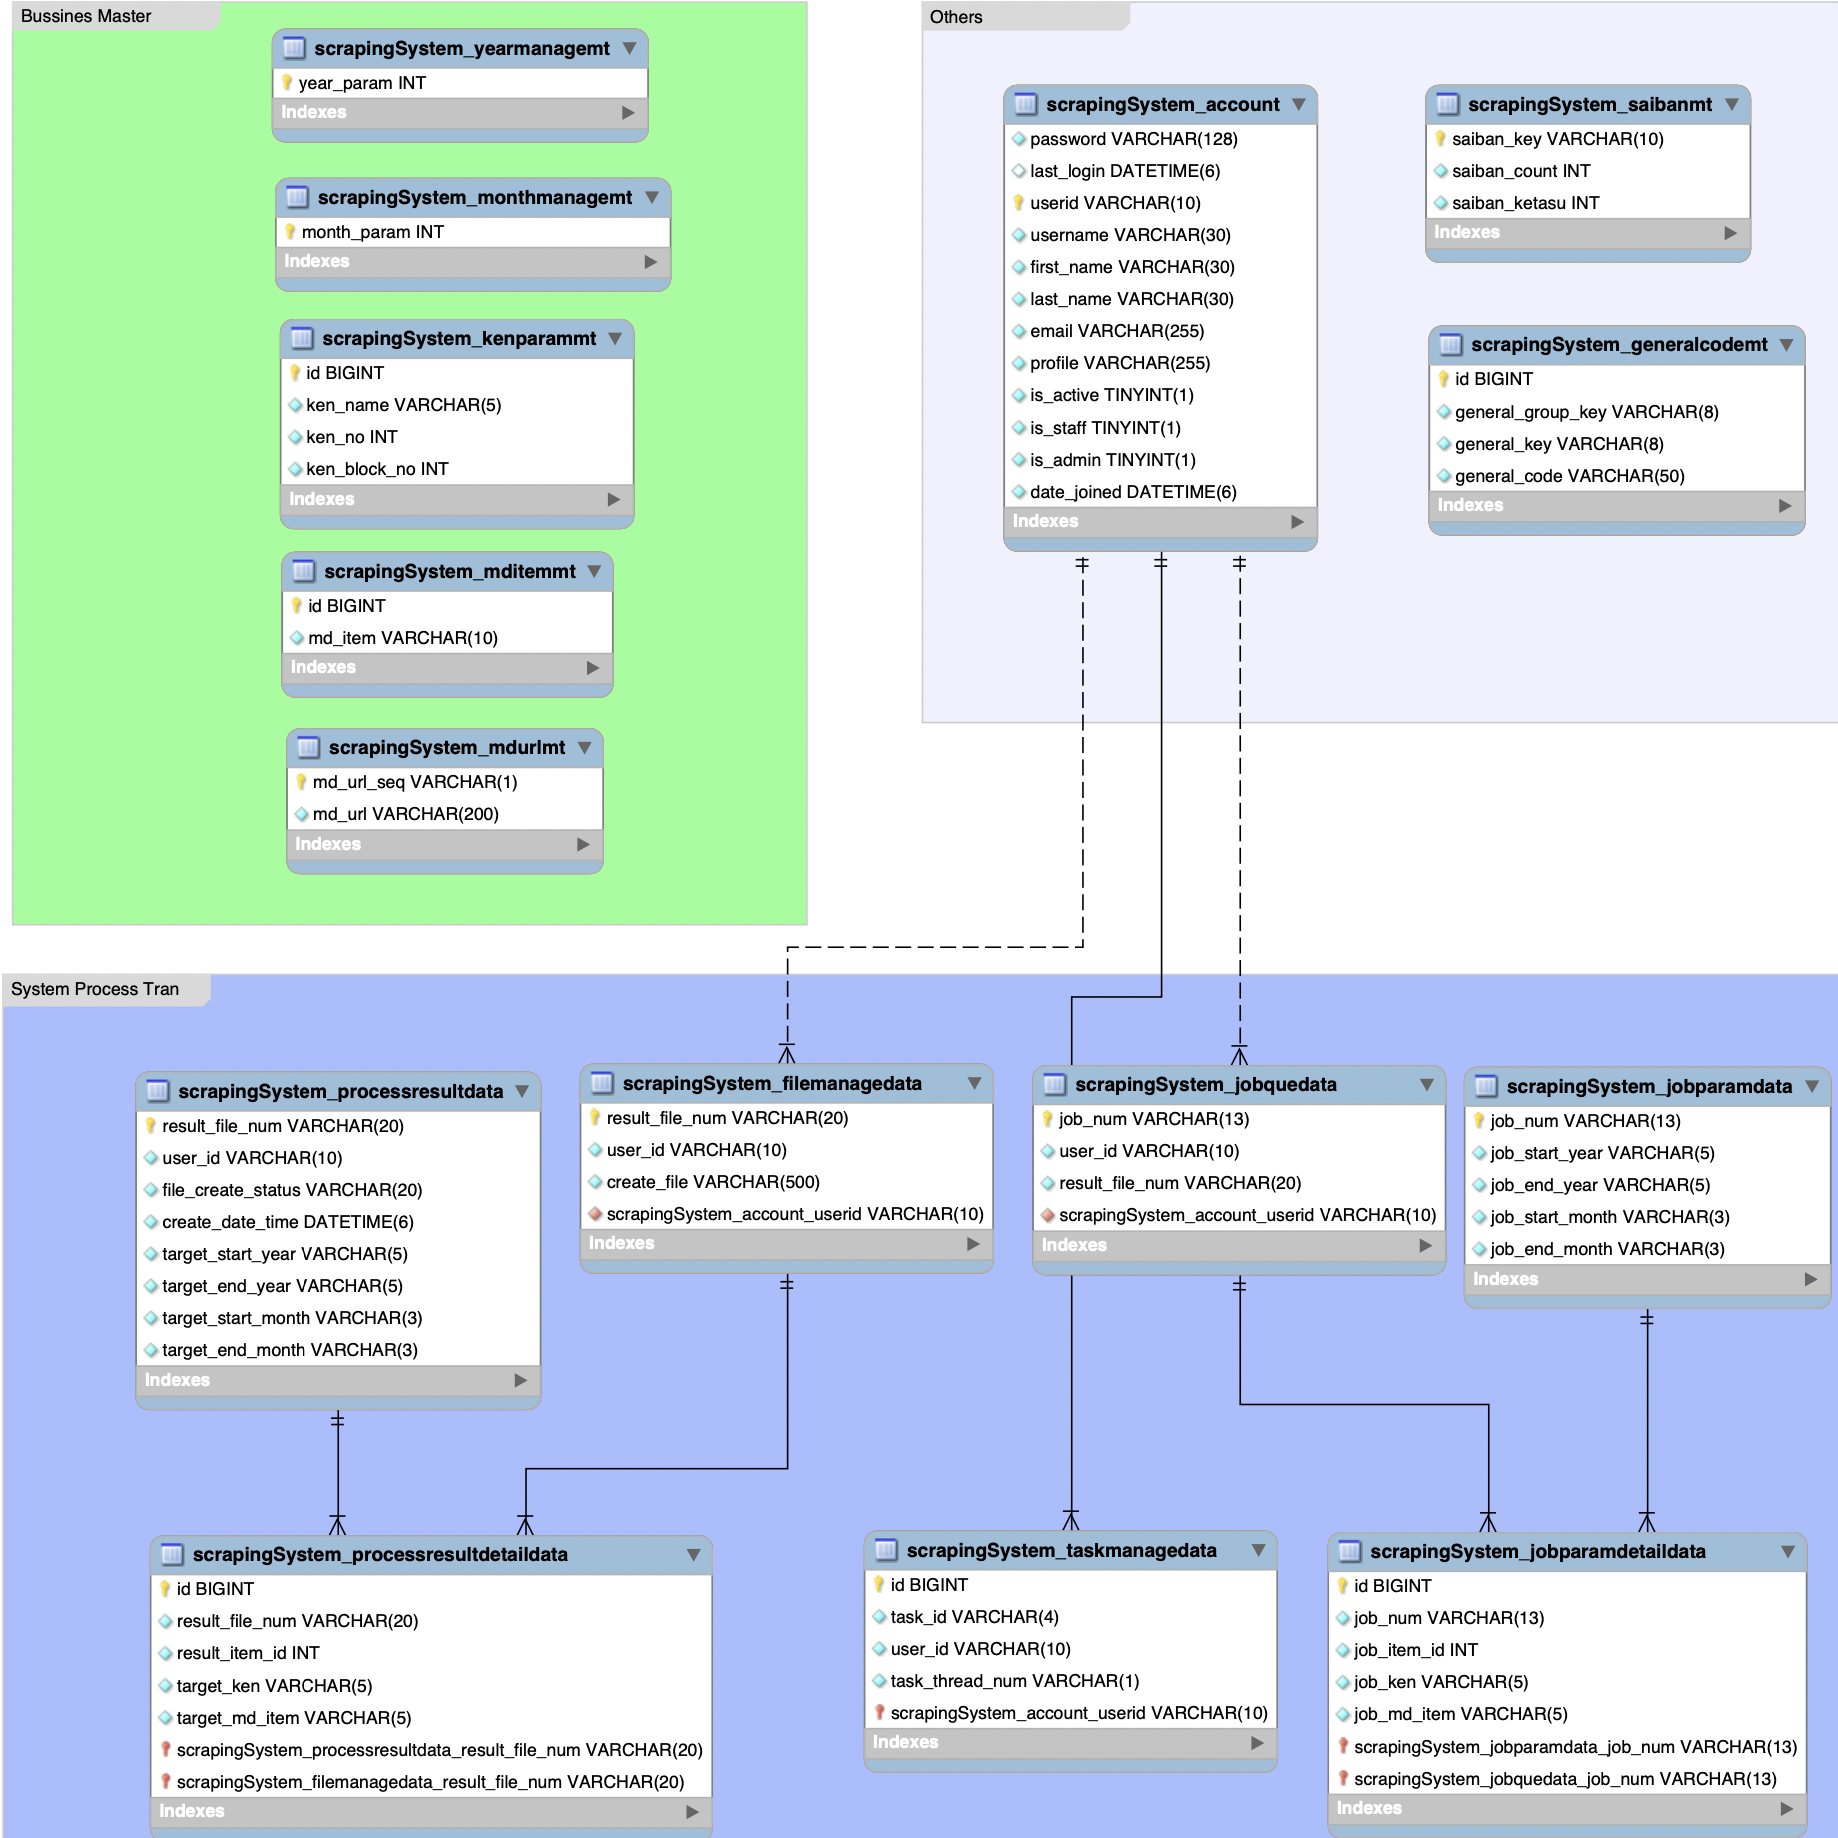 Bussines Master
scrapingSystem_yearmanagemt
year_param INT
Indexes
scrapingSystem_monthmanagemt
month_param INT
Indexes
scrapingSystem_kenparammt
id BIGINT
ken_name VARCHAR(5)
ken_no INT
ken_block_no INT
Indexes
scrapingSystem_mditemmt
id BIGINT
md_item VARCHAR(10)
Indexes
scrapingSystem_mdurlmt
md_url_seq VARCHAR(1)
md_url VARCHAR(200)
Indexes
Others
scrapingSystem_account
password VARCHAR(128)
last_login DATETIME(6)
userid VARCHAR(10)
username VARCHAR(30)
first_name VARCHAR(30)
last_name VARCHAR(30)
email VARCHAR(255)
profile VARCHAR(255)
is_active TINYINT(1)
is_staff TINYINT(1)
is_admin TINYINT(1)
date_joined DATETIME(6)
Indexes
scrapingSystem_saibanmt
saiban_key VARCHAR(10)
saiban_count INT
saiban_ketasu INT
Indexes
scrapingSystem_generalcodemt
id BIGINT
general_group_key VARCHAR(8)
general_key VARCHAR(8)
general_code VARCHAR(50)
Indexes
System Process Tran
scrapingSystem_processresultdata
result_file_num VARCHAR(20)
user_id VARCHAR(10)
file_create_status VARCHAR(20)
create_date_time DATETIME(6)
target_start_year VARCHAR(5)
target_end_year VARCHAR(5)
target_start_month VARCHAR(3)
target_end_month VARCHAR(3)
Indexes
scrapingSystem_filemanagedata
result_file_num VARCHAR(20)
user_id VARCHAR(10)
create_file VARCHAR(500)
scrapingSystem_account_userid VARCHAR(10)
Indexes
scrapingSystem_jobquedata
job_num VARCHAR(13)
user_id VARCHAR(10)
result_file_num VARCHAR(20)
scrapingSystem_account_userid VARCHAR(10)
Indexes
scrapingSystem_jobparamdata
job_num VARCHAR(13)
job_start_year VARCHAR(5)
job_end_year VARCHAR(5)
job_start_month VARCHAR(3)
job_end_month VARCHAR(3)
Indexes
scrapingSystem_processresultdetaildata
id BIGINT
result_file_num VARCHAR(20)
result_item_id INT
target_ken VARCHAR(5)
target_md_item VARCHAR(5)
scrapingSystem_processresultdata_result_file_num VARCHAR(20)
scrapingSystem_filemanagedata_result_file_num VARCHAR(20)
Indexes
scrapingSystem_taskmanagedata
id BIGINT
task_id VARCHAR(4)
user_id VARCHAR(10)
task_thread_num VARCHAR(1)
scrapingSystem_account_userid VARCHAR(10)
Indexes
scrapingSystem_jobparamdetaildata
id BIGINT
job_num VARCHAR(13)
job_item_id INT
job_ken VARCHAR(5)
job_md_item VARCHAR(5)
scrapingSystem_jobparamdata_job_num VARCHAR(13)
scrapingSystem_jobquedata_job_num VARCHAR(13)
Indexes